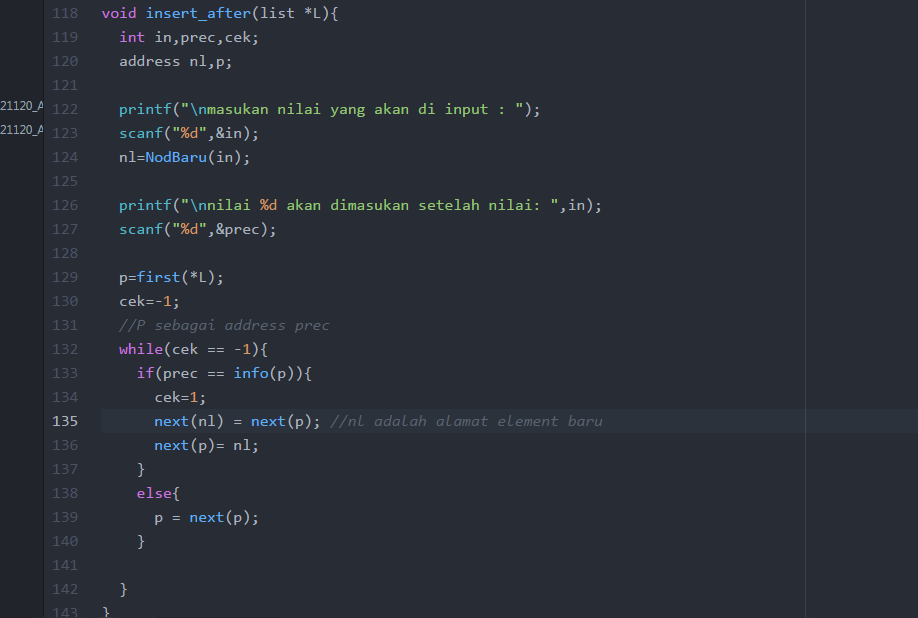 118 void insert_after(list *L){
119   int in,prec,cek;
120   address nl,p;
121
21120_A
122   printf("\nmasukan nilai yang akan di input : ");
21120_A
123   scanf("%d",&in);
124   nl=NodBaru(in);
125
126   printf("\nnilai %d akan dimasukan setelah nilai: ",in);
127   scanf("%d",&prec);
128
129   p=first(*L);
130   cek=-1;
131   //P sebagai address prec
132   while(cek == -1){
133     if(prec == info(p)){
134       cek=1;
135       next(nl) = next(p); //nl adalah alamat element baru
136       next(p)= nl;
137     }
138     else{
139       p = next(p);
140     }
141
142   }
143 }